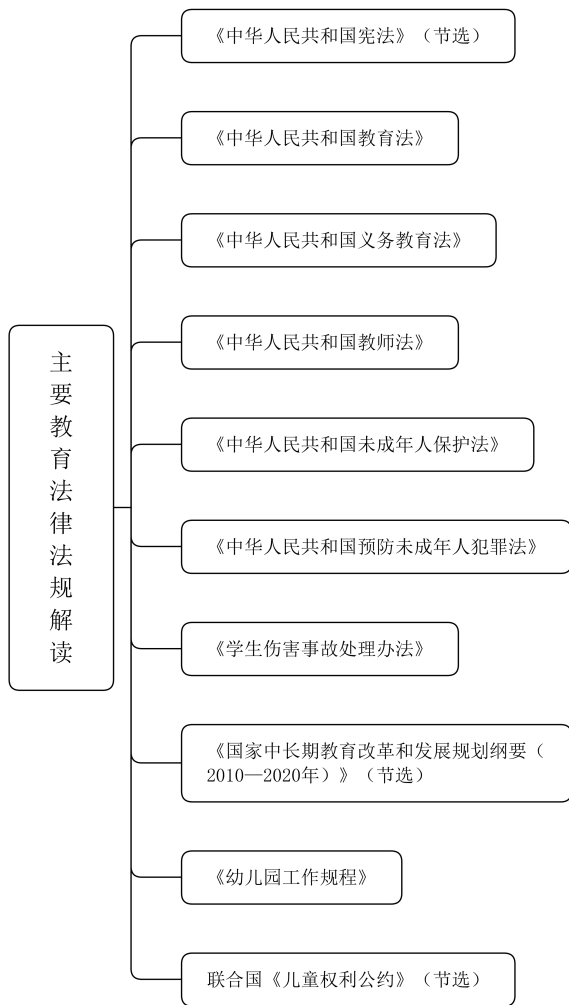 主要教育法律法规解读
《中华人民共和国宪法》（节选）
《中华人民共和国教育法》
《中华人民共和国义务教育法》
《中华人民共和国教师法》
《中华人民共和国未成年人保护法》
《中华人民共和国预防未成年人犯罪法》
《学生伤害事故处理办法》
《国家中长期教育改革和发展规划纲要（
2010—2020年）》（节选）
《幼儿园工作规程》
联合国《儿童权利公约》（节选）